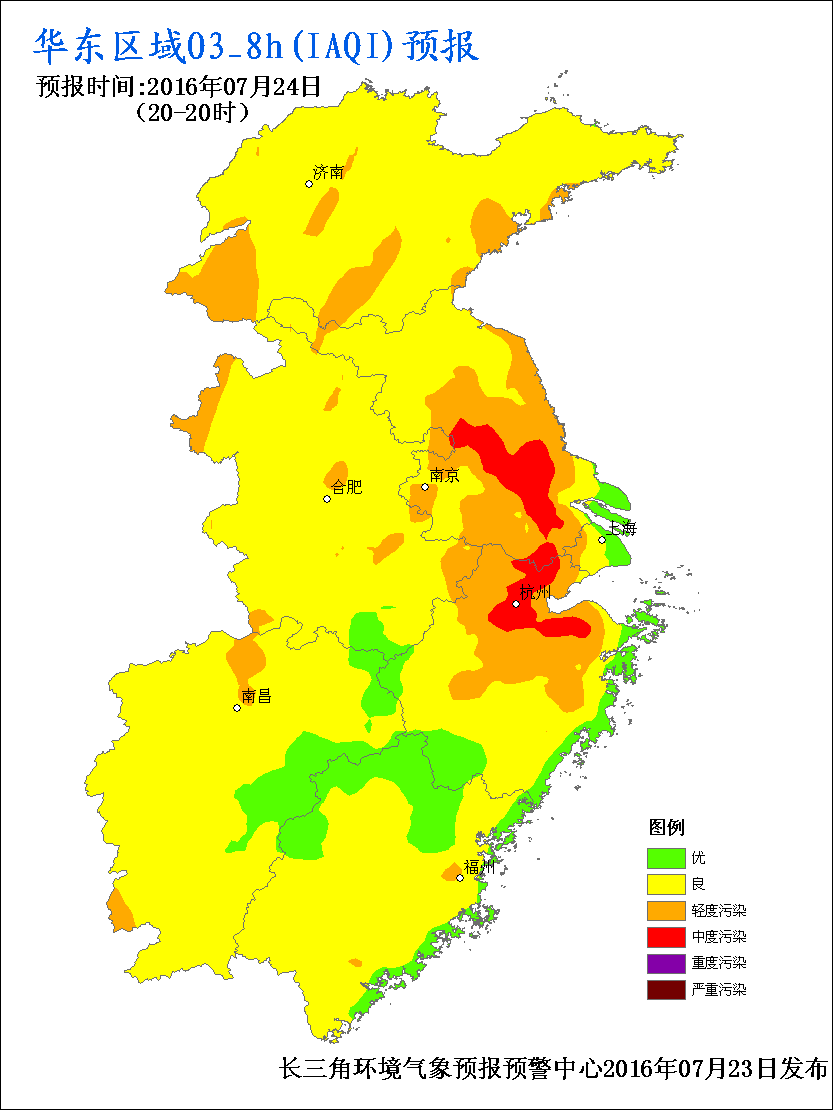 华东区域O3_8h(IAQI)预报
预报时间:2016年07月24日
(20-20时)
济南
南京
合肥
上海
杭州
南昌
福州
图例
优
良
轻度污染
中度污染
重度污染
严重污染
长三角环境气象预报预警中心2016年07月23日发布